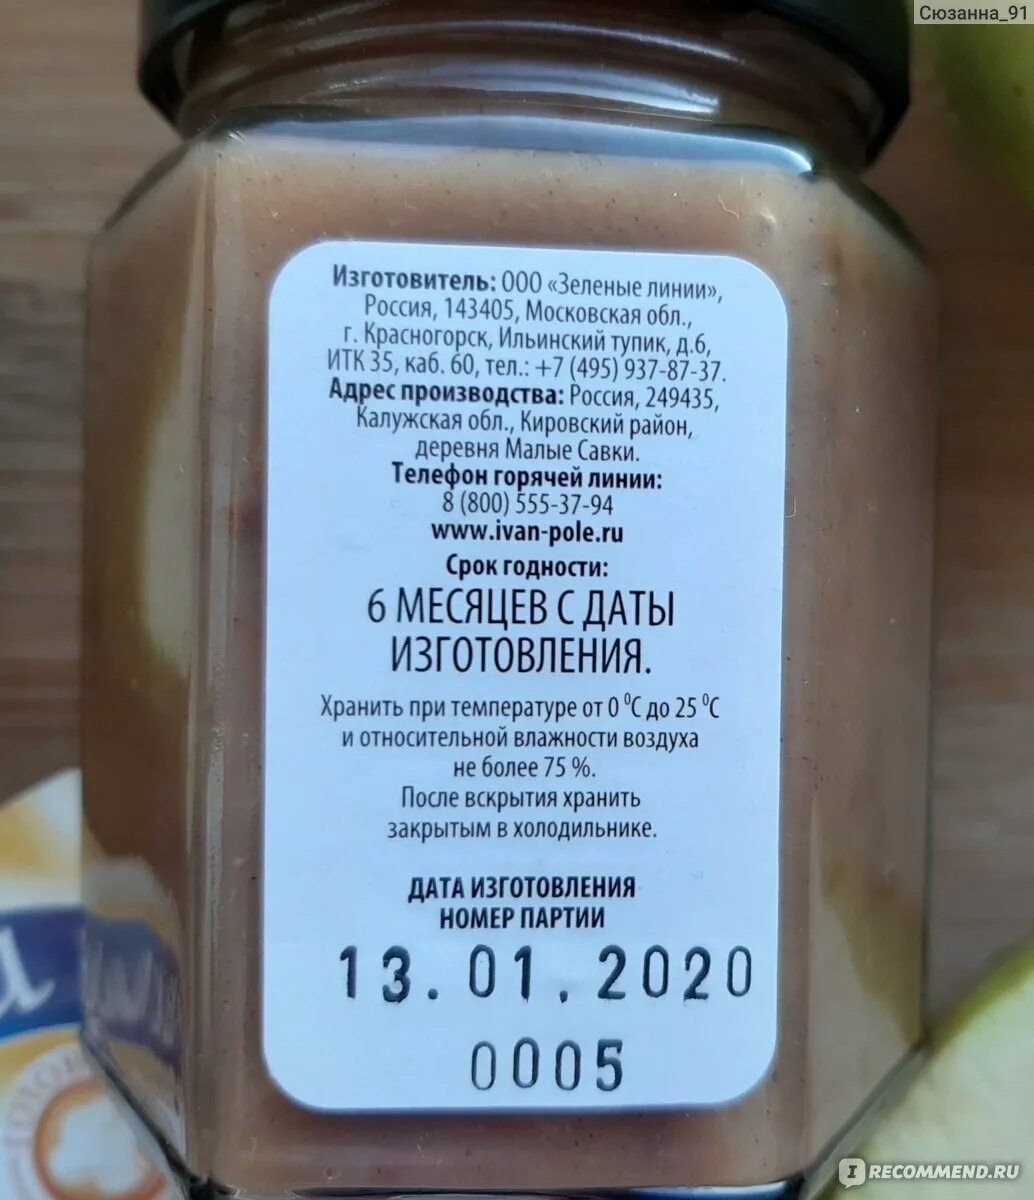 Сюзанна_91
Изготовитель: ООО «Зеленые линии»,
Россия, 143405, Московская обл.,
г. Красногорск, Ильинский тупик, д.6,
ИТК 35, каб. 60, тел.: +7 (495) 937-87-37.
Адрес производства: Россия, 249435,
Калужская обл., Кировский район,
деревня Малые Савки.
Телефон горячей линии:
8 (800) 555-37-94
www.ivan-pole.ru
Срок годности:
6 МЕСЯЦЕВ С ДАТЫ
ИЗГОТОВЛЕНИЯ.
Хранить при температуре от 0 ⁰С до 25 ⁰С
и относительной влажности воздуха
не более 75 %.
После вскрытия хранить
закрытым в холодильнике.
ДАТА ИЗГОТОВЛЕНИЯ
НОМЕР ПАРТИИ
13.01.2020
0005
IRECOMMEND.RU